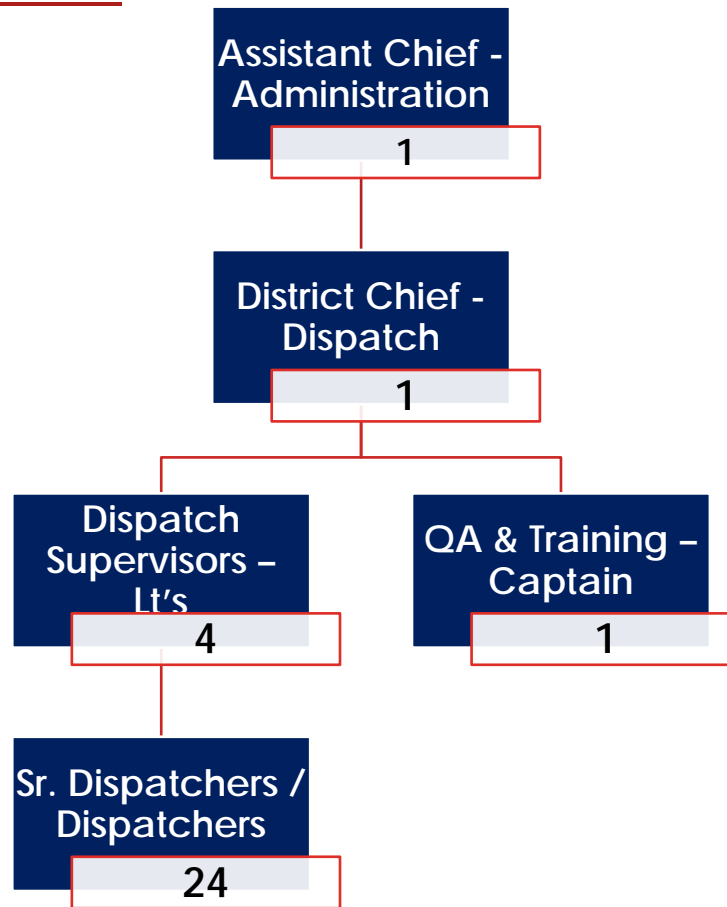 Assistant Chief -
Administration
1
District Chief -
Dispatch
1
Dispatch
Supervisors –
Lt's
4
QA & Training –
Captain
1
Sr. Dispatchers /
Dispatchers
24